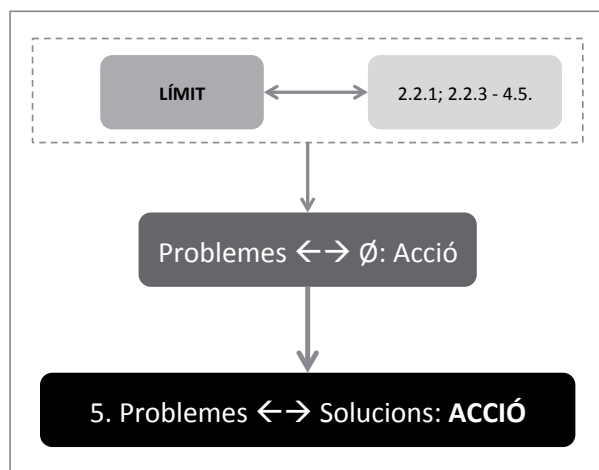 LÍMIT
2.2.1; 2.2.3 - 4.5.
Problemes ←→ Ø: Acció
5. Problemes ←→ Solucions: ACCIÓ